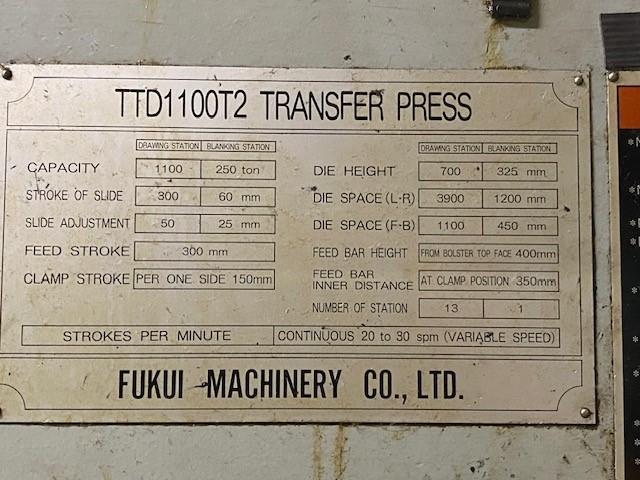 TTD1100T2 TRANSFER PRESS
DRAWING STATION BLANKING STATION DRAWING STATION BLANKING STATION
CAPACITY 1100 250 ton DIE HEIGHT 700 325 mm
STROKE OF SLIDE 300 60 mm DIE SPACE (L-R) 3900 1200 mm
SLIDE ADJUSTMENT 50 25 mm DIE SPACE (F-B) 1100 450 mm
FEED STROKE 300 mm FEED BAR HEIGHT FROM BOLSTER TOP FACE 400mm
CLAMP STROKE PER ONE SIDE 150mm FEED BAR INNER DISTANCE AT CLAMP POSITION 350mm
NUMBER OF STATION 13 1
STROKES PER MINUTE CONTINUOUS 20 to 30 spm (VARIABLE SPEED)
FUKUI MACHINERY CO., LTD.